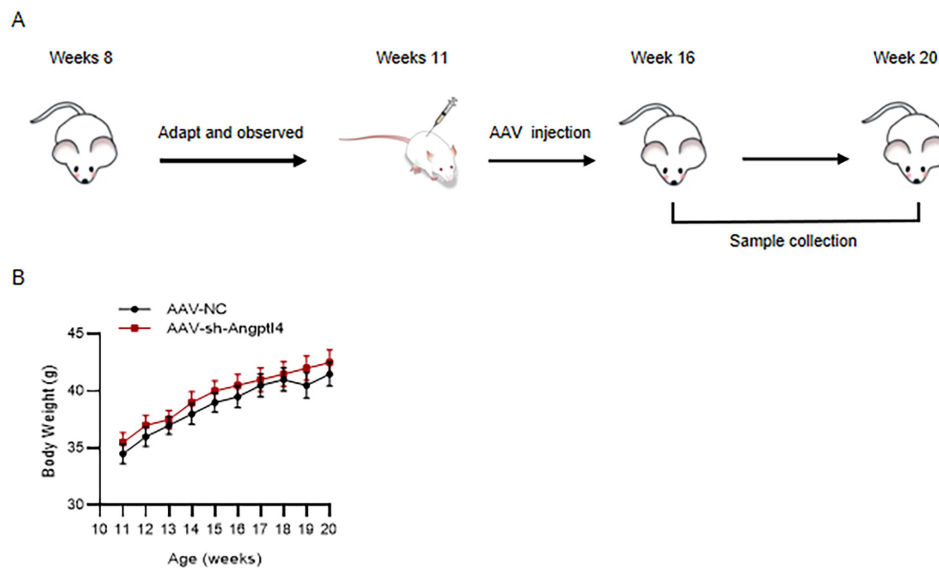 A
Weeks 8
Weeks 11
Week 16
Week 20
Adapt and observed
AAV injection
Sample collection
B
AAV-NC
AAV-sh-Angptl4
45
40
35
30
Body Weight (g)
10 11 12 13 14 15 16 17 18 19 20
Age (weeks)